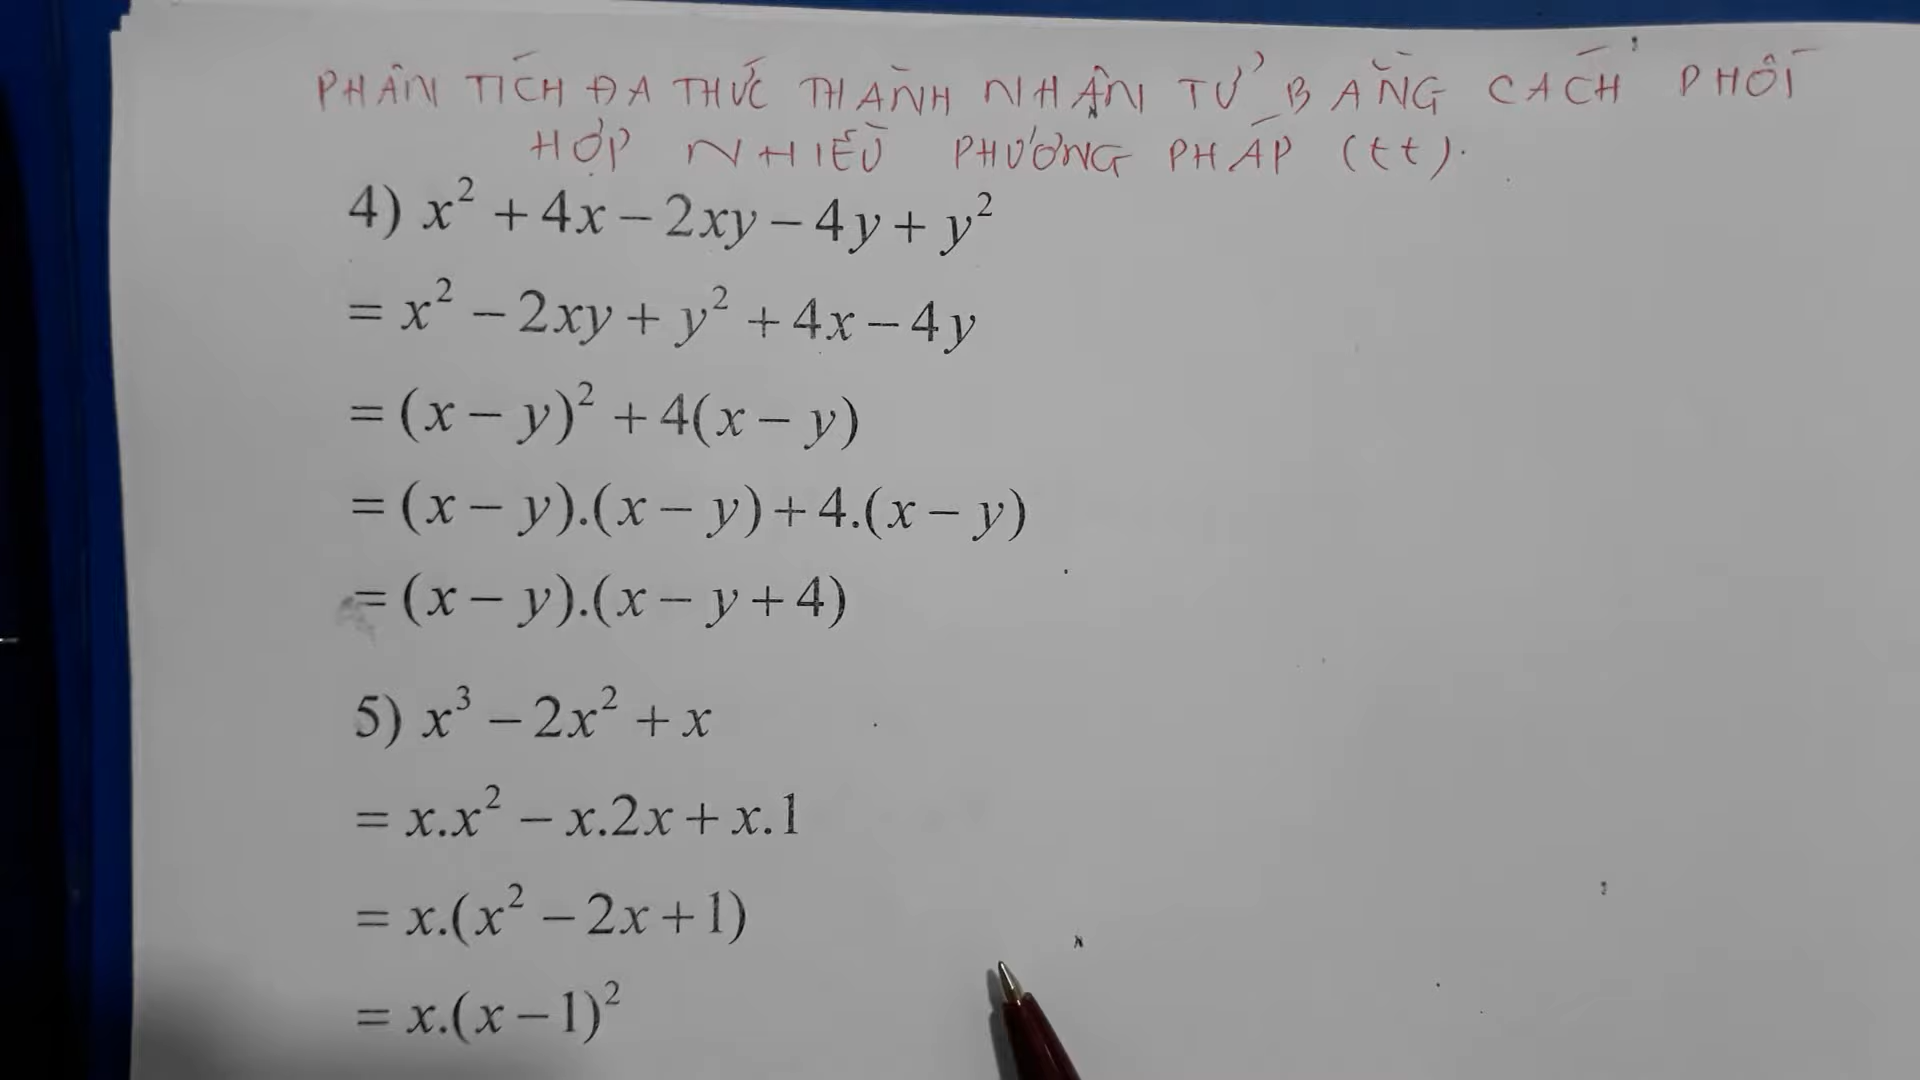 PHÂN TÍCH ĐA THỨC THÀNH NHÂN TỬ BẰNG CÁCH PHỐI
HỢP NHIỀU PHƯƠNG PHÁP (tt).
4) x² + 4x − 2xy − 4y + y²
= x² − 2xy + y² + 4x − 4y
= (x − y)² + 4(x − y)
= (x − y).(x − y) + 4.(x − y)
= (x − y).(x − y + 4)
5) x³ − 2x² + x
= x.x² − x.2x + x.1
= x.(x² − 2x + 1)
= x.(x − 1)²